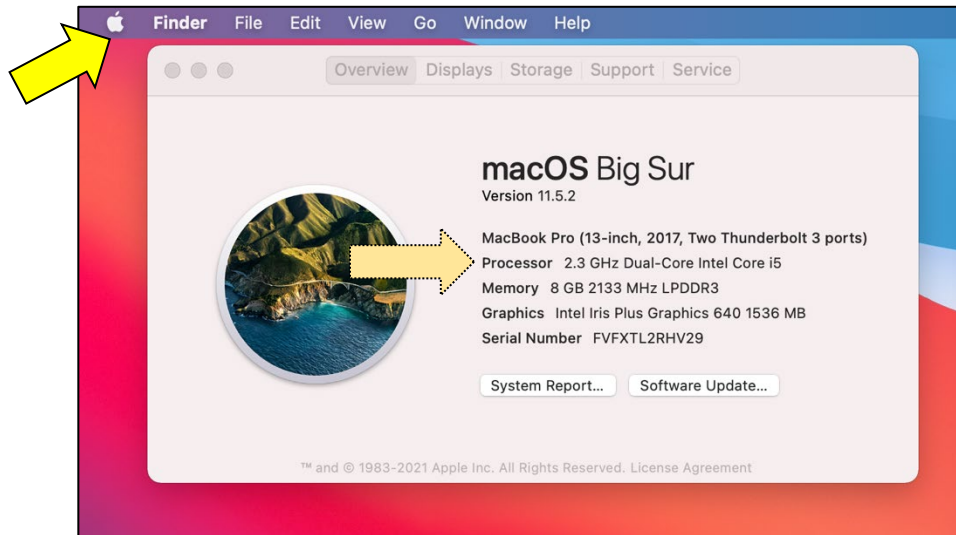 Finder File Edit View Go Window Help
Overview Displays Storage Support Service
macOS Big Sur
Version 11.5.2
MacBook Pro (13-inch, 2017, Two Thunderbolt 3 ports)
Processor 2.3 GHz Dual-Core Intel Core i5
Memory 8 GB 2133 MHz LPDDR3
Graphics Intel Iris Plus Graphics 640 1536 MB
Serial Number FVFXTL2RHV29
System Report... Software Update...
™ and © 1983-2021 Apple Inc. All Rights Reserved. License Agreement